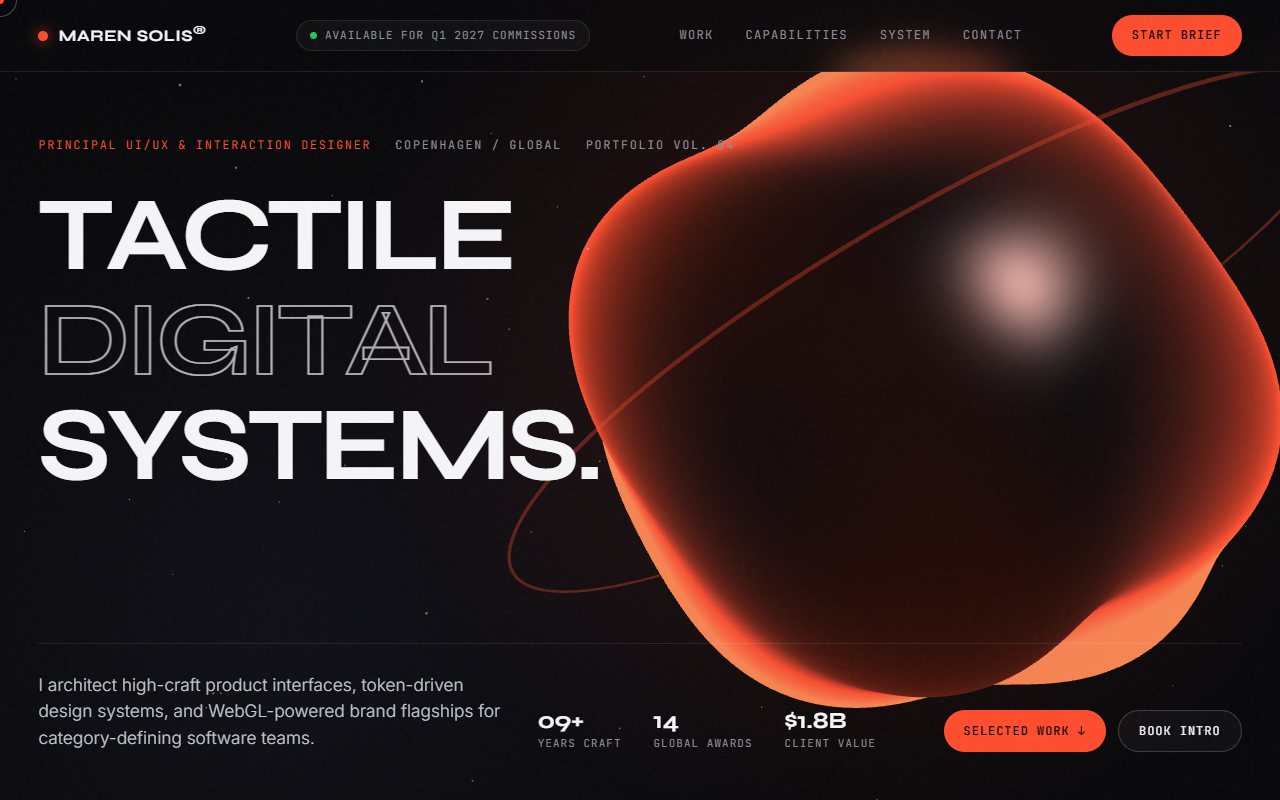 MAREN SOLIS®
AVAILABLE FOR Q1 2027 COMMISSIONS
WORK
CAPABILITIES
SYSTEM
CONTACT
START BRIEF
PRINCIPAL UI/UX & INTERACTION DESIGNER
COPENHAGEN / GLOBAL
PORTFOLIO VOL.
TACTILE
DIGITAL
SYSTEMS.
I architect high-craft product interfaces, token-driven
design systems, and WebGL-powered brand flagships for
category-defining software teams.
09+
YEARS CRAFT
14
GLOBAL AWARDS
$1.8B
CLIENT VALUE
SELECTED WORK ↓
BOOK INTRO